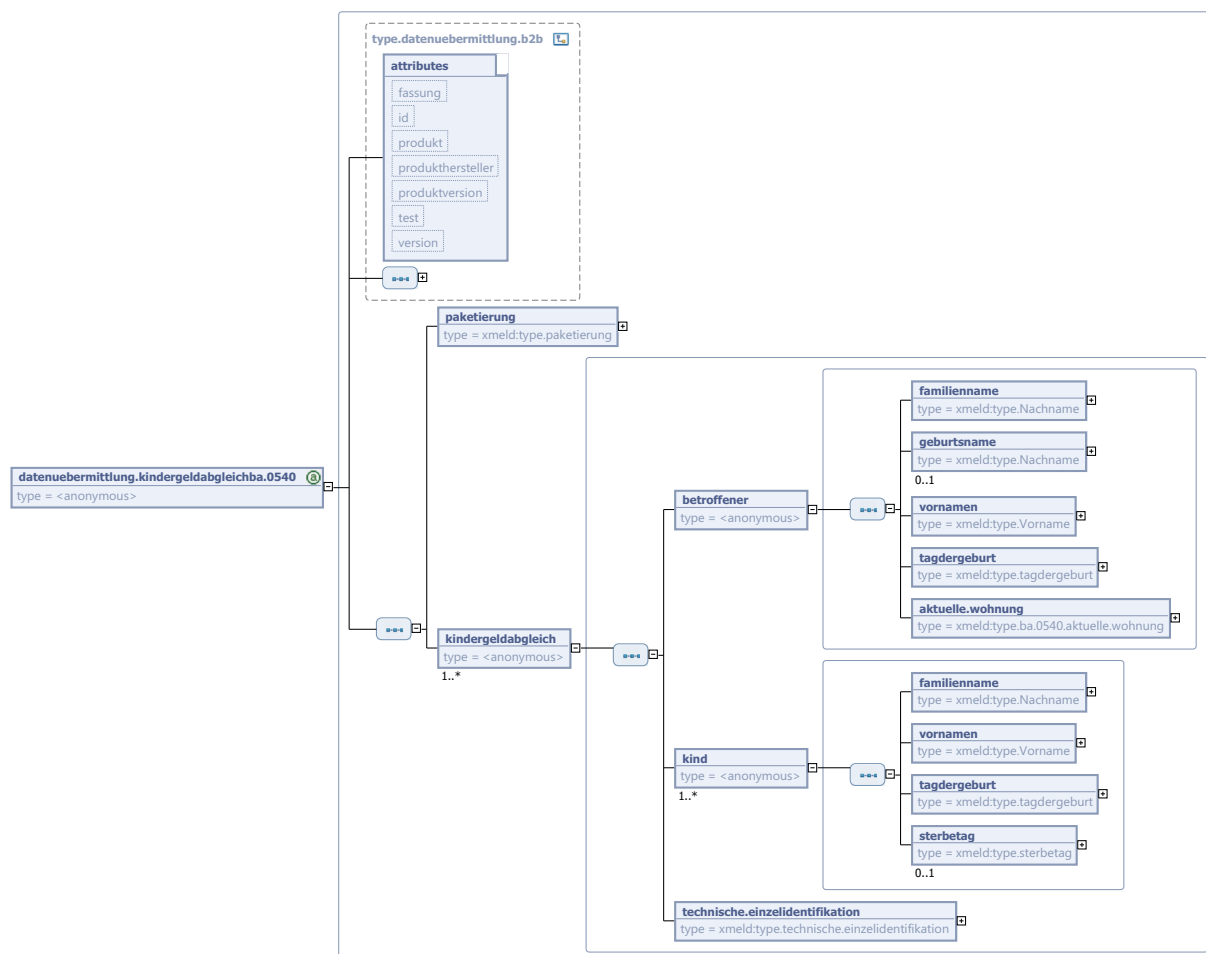 type.datenuebermittlung.b2b
attributes
fassung
id
produkt
produkthersteller
produktversion
test
version
paketierung
type = xmeld:type.paketierung
familienname
type = xmeld:type.Nachname
geburtsname
type = xmeld:type.Nachname
0..1
datenuebermittlung.kindergeldabgleichba.0540 a
type = <anonymous>
betroffener
type = <anonymous>
vornamen
type = xmeld:type.Vorname
tagdergeburt
type = xmeld:type.tagdergeburt
aktuelle.wohnung
type = xmeld:type.ba.0540.aktuelle.wohnung
kindergeldabgleich
type = <anonymous>
1..*
familienname
type = xmeld:type.Nachname
vornamen
type = xmeld:type.Vorname
kind
type = <anonymous>
1..*
tagdergeburt
type = xmeld:type.tagdergeburt
sterbetag
type = xmeld:type.sterbetag
0..1
technische.einzelidentifikation
type = xmeld:type.technische.einzelidentifikation